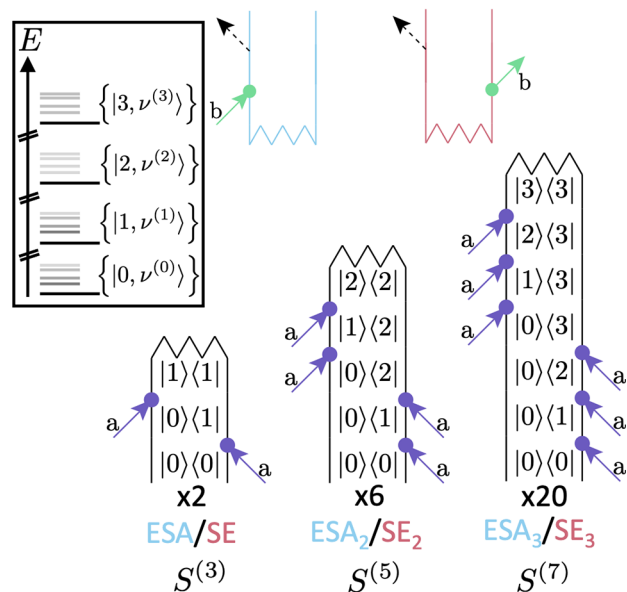 E
{|3, ν⁽³⁾⟩}
{|2, ν⁽²⁾⟩}
{|1, ν⁽¹⁾⟩}
{|0, ν⁽⁰⁾⟩}
b
b
|1⟩⟨1|
a
|0⟩⟨1|
|0⟩⟨0|
a
x2
ESA/SE
S⁽³⁾
|2⟩⟨2|
a
|1⟩⟨2|
a
|0⟩⟨2|
|0⟩⟨1|
a
|0⟩⟨0|
a
x6
ESA₂/SE₂
S⁽⁵⁾
|3⟩⟨3|
a
|2⟩⟨3|
a
|1⟩⟨3|
a
|0⟩⟨3|
|0⟩⟨2|
a
|0⟩⟨1|
a
|0⟩⟨0|
a
x20
ESA₃/SE₃
S⁽⁷⁾